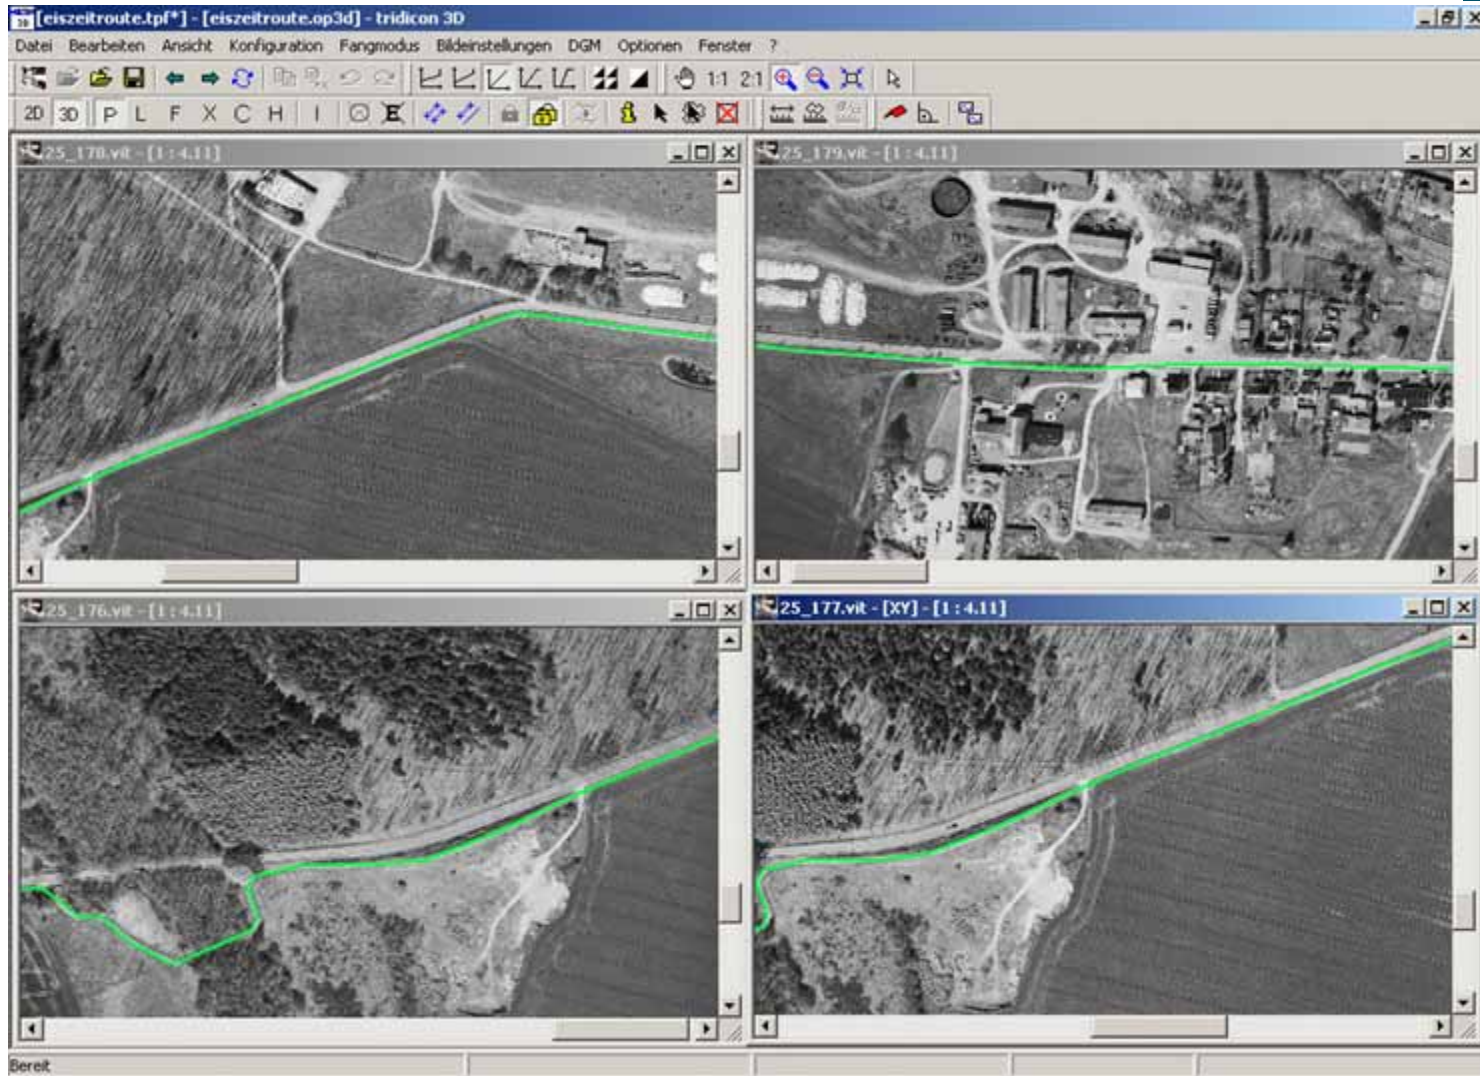 [eiszeitroute.tpf*] - [eiszeitroute.op3d] - tridicon 3D
Datei Bearbeiten Ansicht Konfiguration Fangmodus Bildeinstellungen DGM Optionen Fenster ?
1:1 2:1
2D 3D P L F X C H I
25_178.vit - [1 : 4.11]
25_179.vit - [1 : 4.11]
25_176.vit - [1 : 4.11]
25_177.vit - [XY] - [1 : 4.11]
Bereit